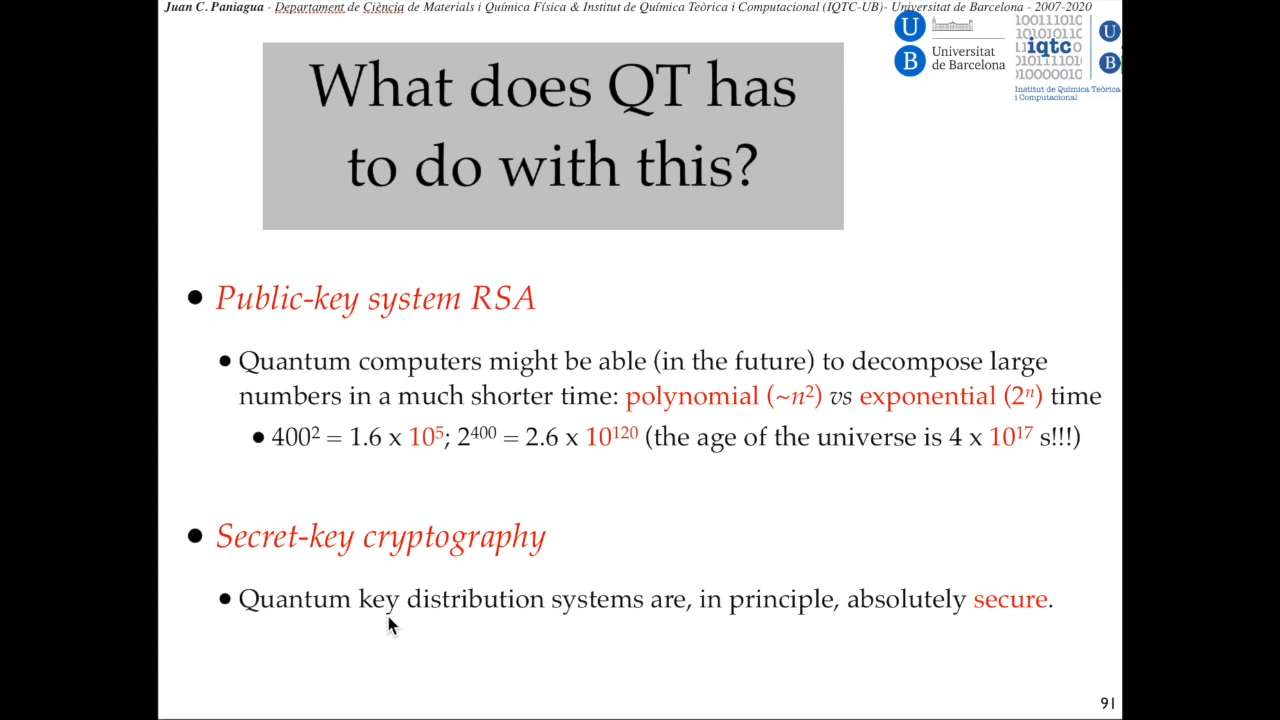 Juan C. Paniagua - Departament de Ciència de Materials i Química Física & Institut de Química Teòrica i Computacional (IQTC-UB)- Universitat de Barcelona - 2007-2020
U
B
Universitat
de Barcelona
100111010
iqtc
Institut de Química Teòrica
i Computacional
U
B
What does QT has
to do with this?
● Public-key system RSA
● Quantum computers might be able (in the future) to decompose large
numbers in a much shorter time: polynomial (~n²) vs exponential (2ⁿ) time
● 400² = 1.6 x 10⁵; 2⁴⁰⁰ = 2.6 x 10¹²⁰ (the age of the universe is 4 x 10¹⁷ s!!!)
● Secret-key cryptography
● Quantum key distribution systems are, in principle, absolutely secure.
91